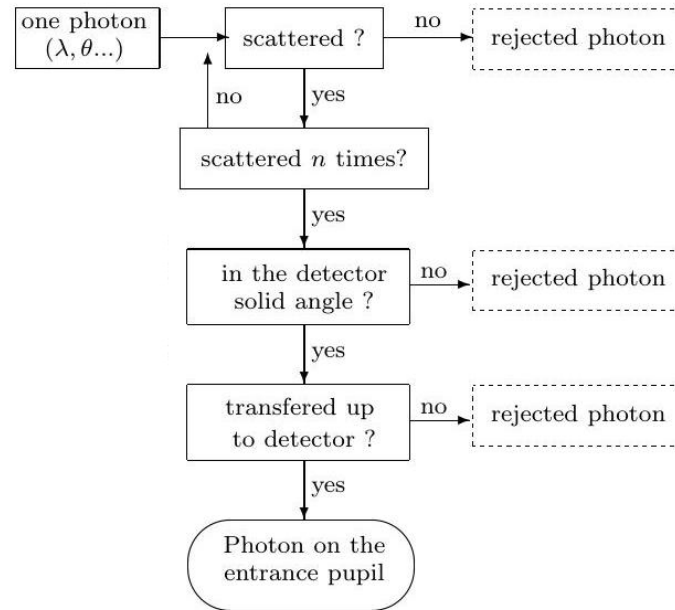 one photon
(λ, θ...)
scattered ?
no
rejected photon
no
yes
scattered n times?
yes
in the detector
solid angle ?
no
rejected photon
yes
transfered up
to detector ?
no
rejected photon
yes
Photon on the
entrance pupil